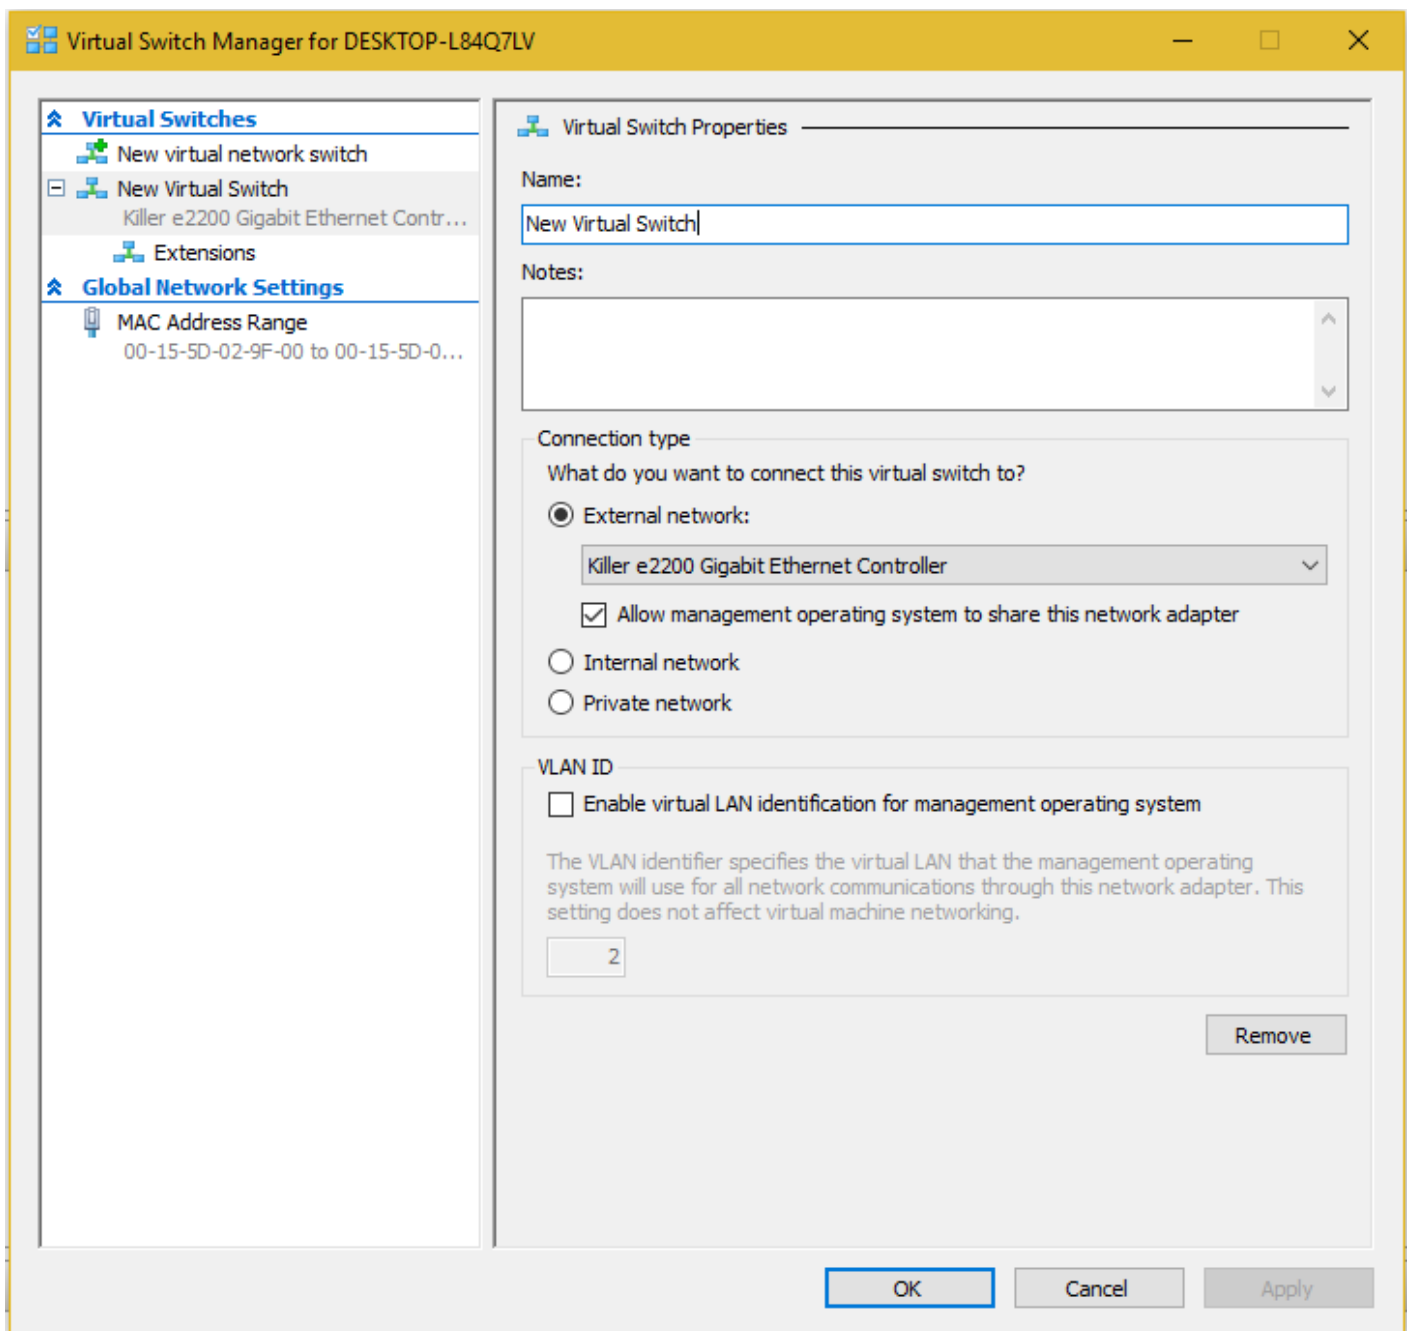 Virtual Switch Manager for DESKTOP-L84Q7LV
Virtual Switches
New virtual network switch
New Virtual Switch
Killer e2200 Gigabit Ethernet Contr...
Extensions
Global Network Settings
MAC Address Range
00-15-5D-02-9F-00 to 00-15-5D-0...
Virtual Switch Properties
Name:
New Virtual Switch
Notes:
Connection type
What do you want to connect this virtual switch to?
External network:
Killer e2200 Gigabit Ethernet Controller
Allow management operating system to share this network adapter
Internal network
Private network
VLAN ID
Enable virtual LAN identification for management operating system
The VLAN identifier specifies the virtual LAN that the management operating
system will use for all network communications through this network adapter. This
setting does not affect virtual machine networking.
2
Remove
OK Cancel Apply